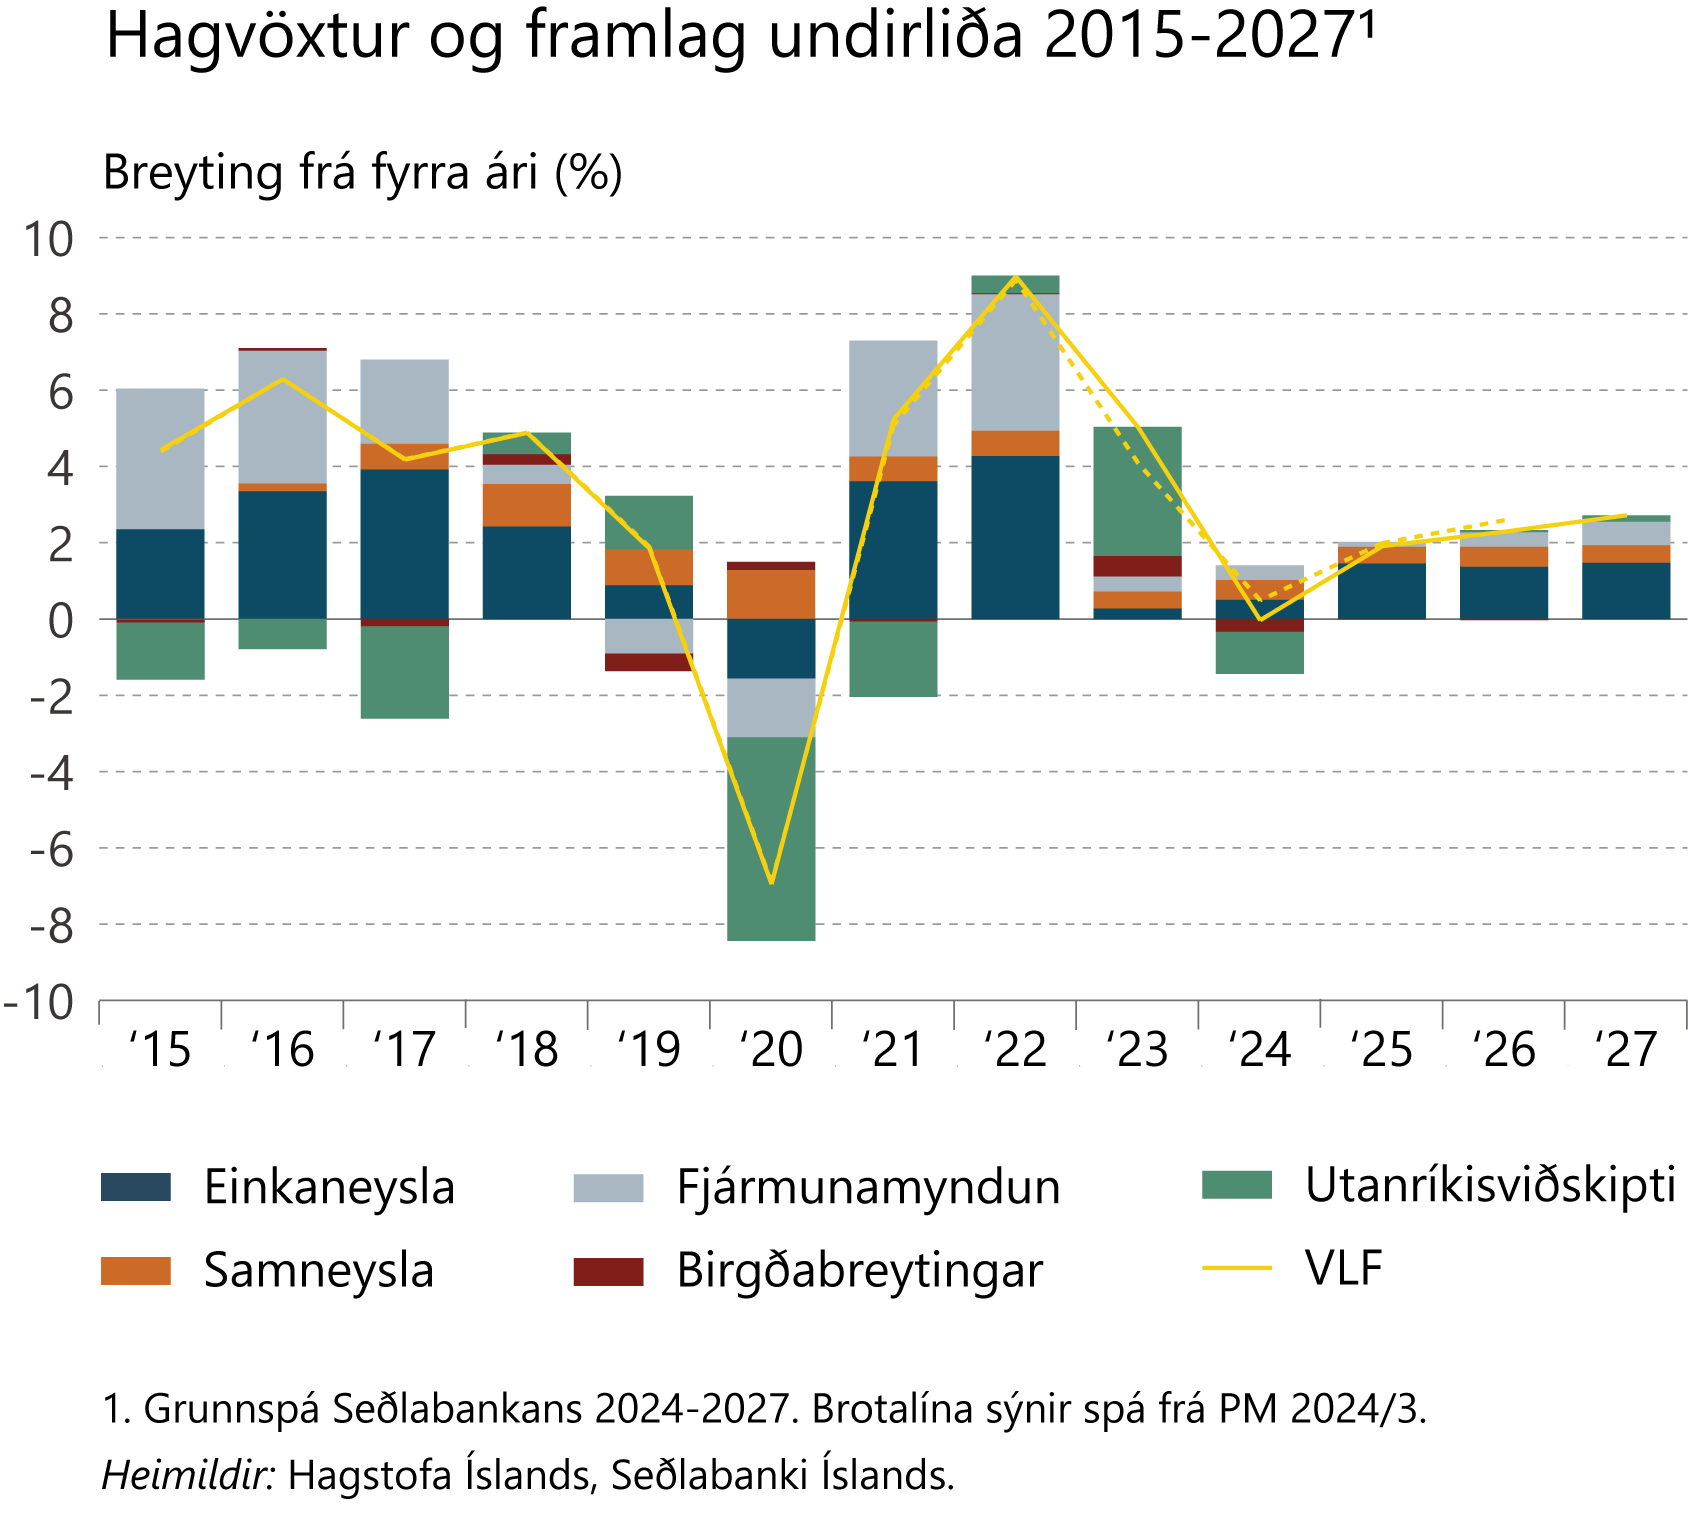 Hagvöxtur og framlag undirliða 2015-2027¹
Breyting frá fyrra ári (%)
10
8
6
4
2
0
-2
-4
-6
-8
-10
‘15 ‘16 ‘17 ‘18 ‘19 ‘20 ‘21 ‘22 ‘23 ‘24 ‘25 ‘26 ‘27
Einkaneysla Fjármunamyndun Utanríkisviðskipti
Samneysla Birgðabreytingar VLF
1. Grunnspá Seðlabankans 2024-2027. Brotalína sýnir spá frá PM 2024/3.
Heimildir: Hagstofa Íslands, Seðlabanki Íslands.